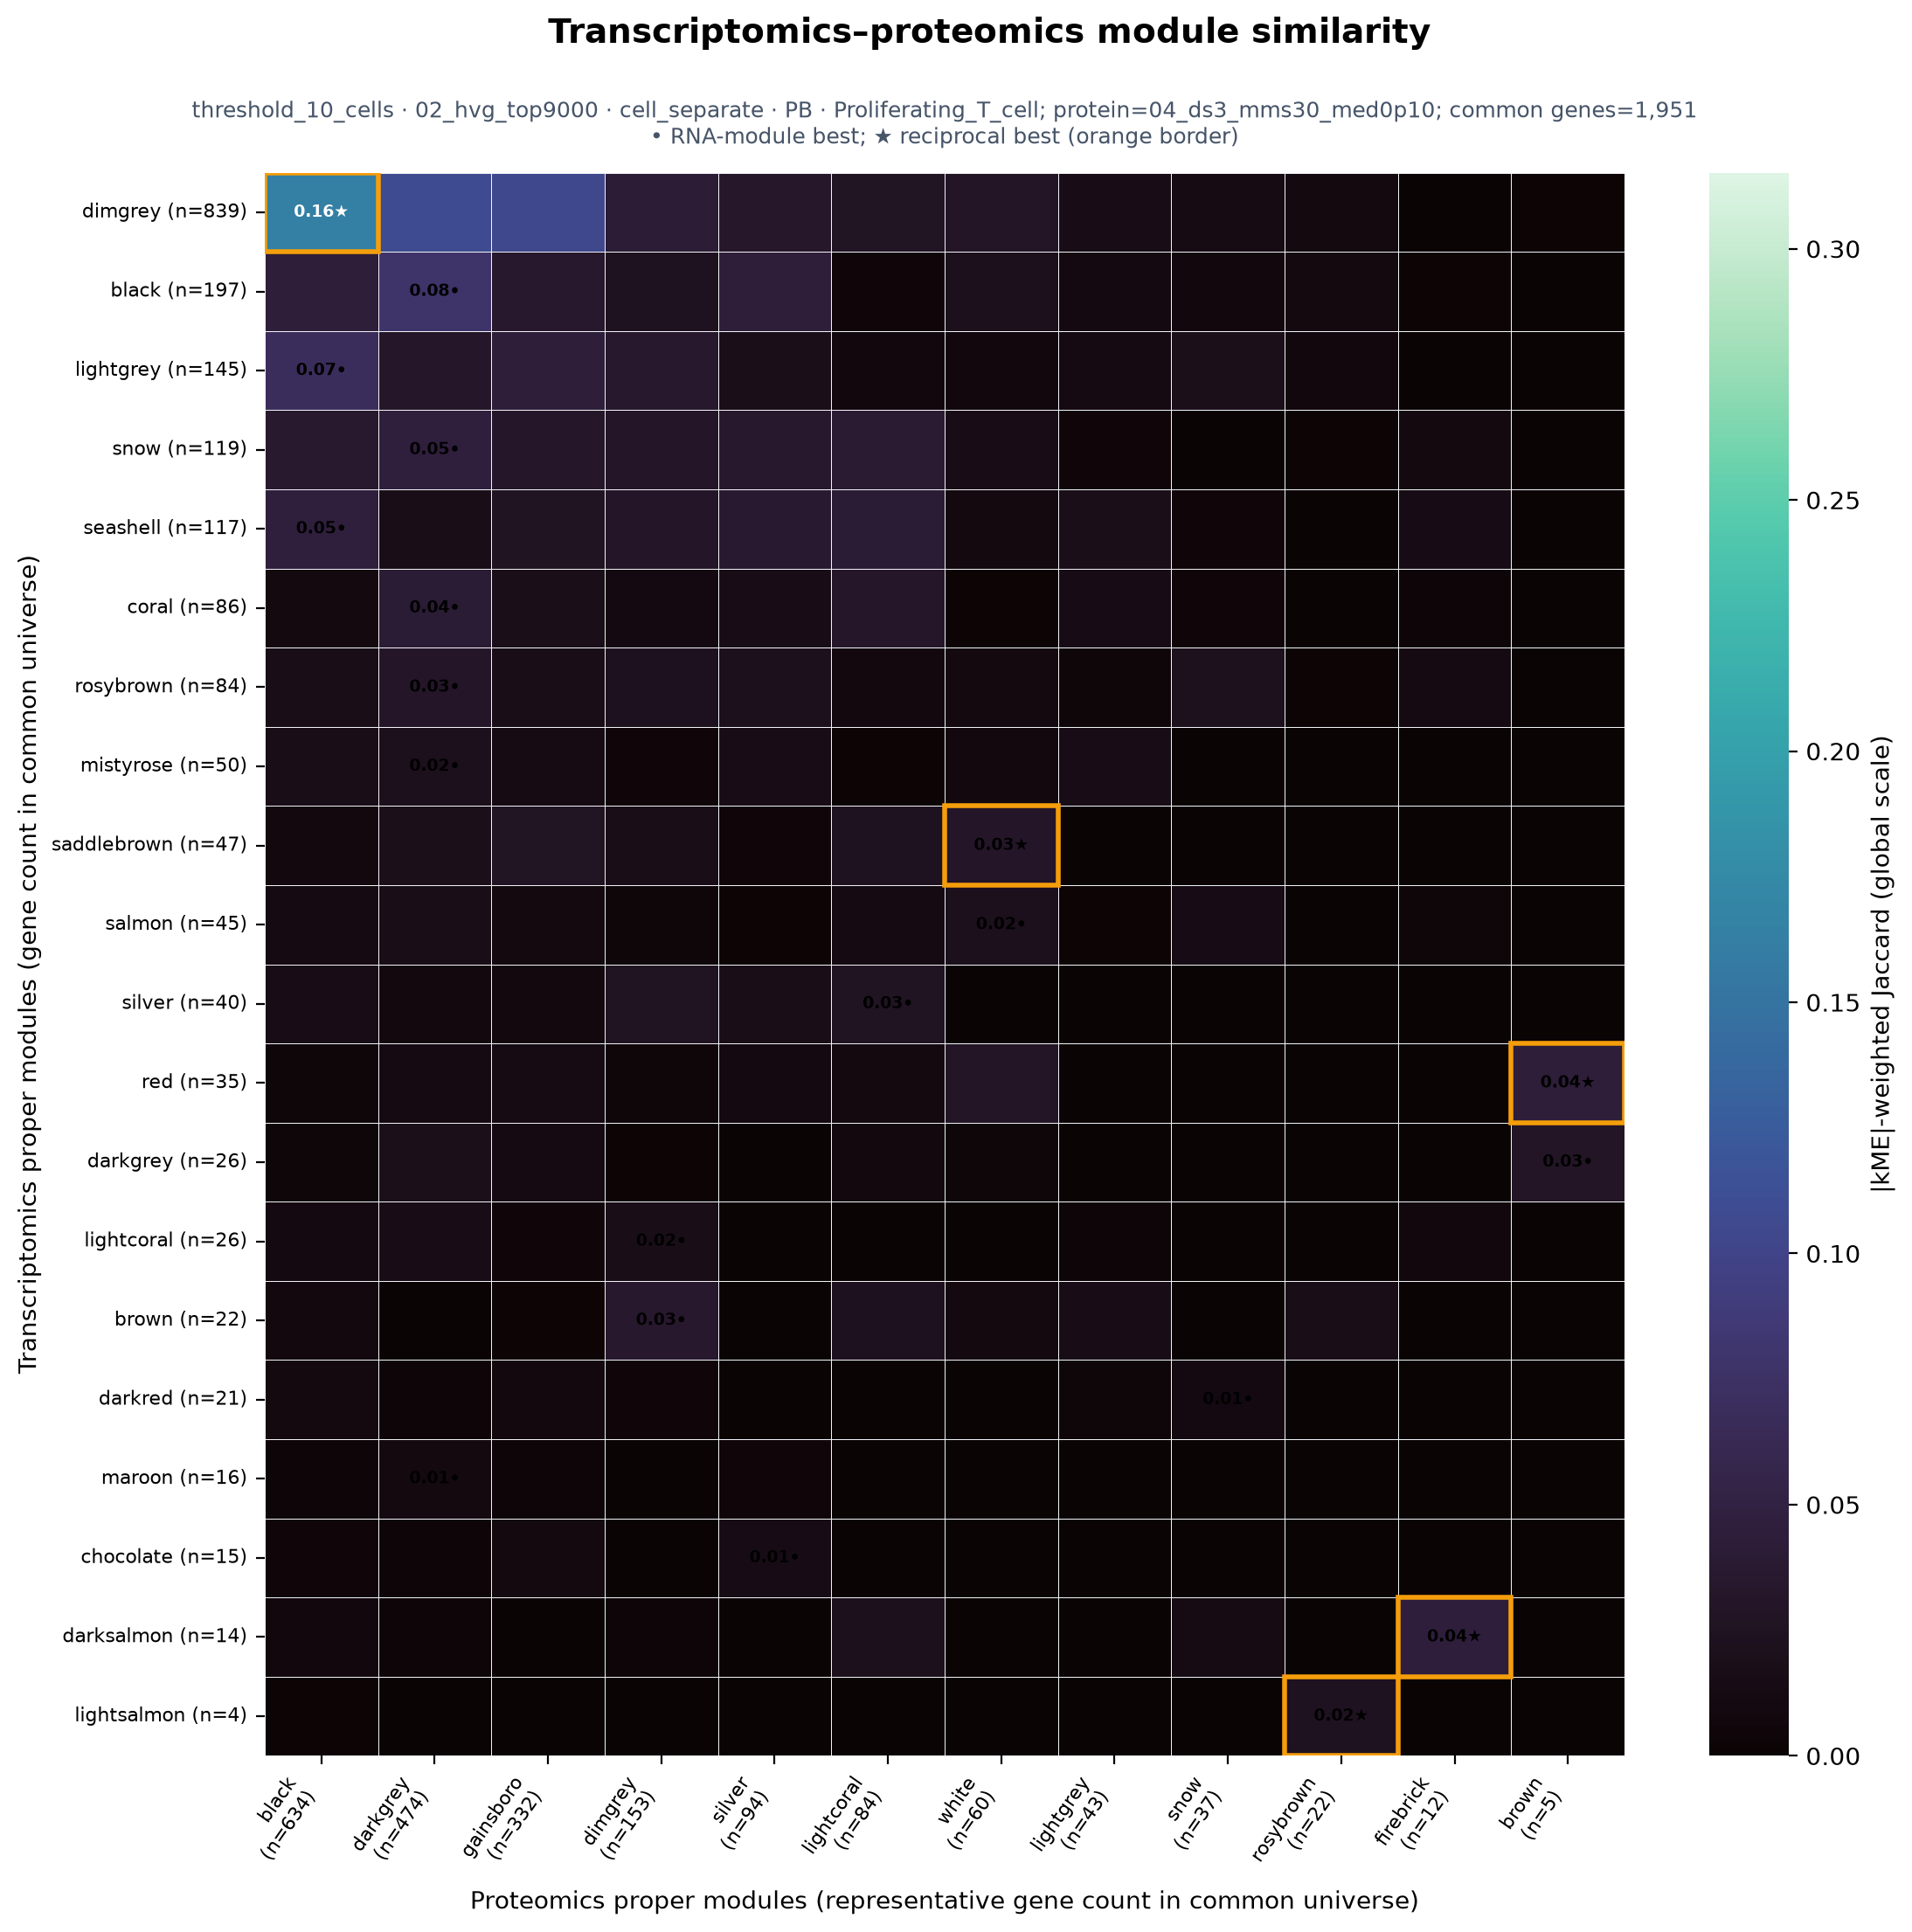 Transcriptomics–proteomics module similarity
threshold_10_cells · 02_hvg_top9000 · cell_separate · PB · Proliferating_T_cell; protein=04_ds3_mms30_med0p10; common genes=1,951
• RNA-module best; ★ reciprocal best (orange border)
Transcriptomics proper modules (gene count in common universe)
dimgrey (n=839)
0.16★
black (n=197)
0.08•
lightgrey (n=145)
0.07•
snow (n=119)
0.05•
seashell (n=117)
0.05•
coral (n=86)
0.04•
rosybrown (n=84)
0.03•
mistyrose (n=50)
0.02•
saddlebrown (n=47)
0.03★
salmon (n=45)
0.02•
silver (n=40)
0.03•
red (n=35)
0.04★
darkgrey (n=26)
0.03•
lightcoral (n=26)
0.02•
brown (n=22)
0.03•
darkred (n=21)
0.01•
maroon (n=16)
0.01•
chocolate (n=15)
0.01•
darksalmon (n=14)
0.04★
lightsalmon (n=4)
0.02★
black
(n=634)
darkgrey
(n=474)
gainsboro
(n=332)
dimgrey
(n=153)
silver
(n=94)
lightcoral
(n=84)
white
(n=60)
lightgrey
(n=43)
snow
(n=37)
rosybrown
(n=22)
firebrick
(n=12)
brown
(n=5)
Proteomics proper modules (representative gene count in common universe)
0.30
0.25
0.20
0.15
0.10
0.05
0.00
|kME|-weighted Jaccard (global scale)